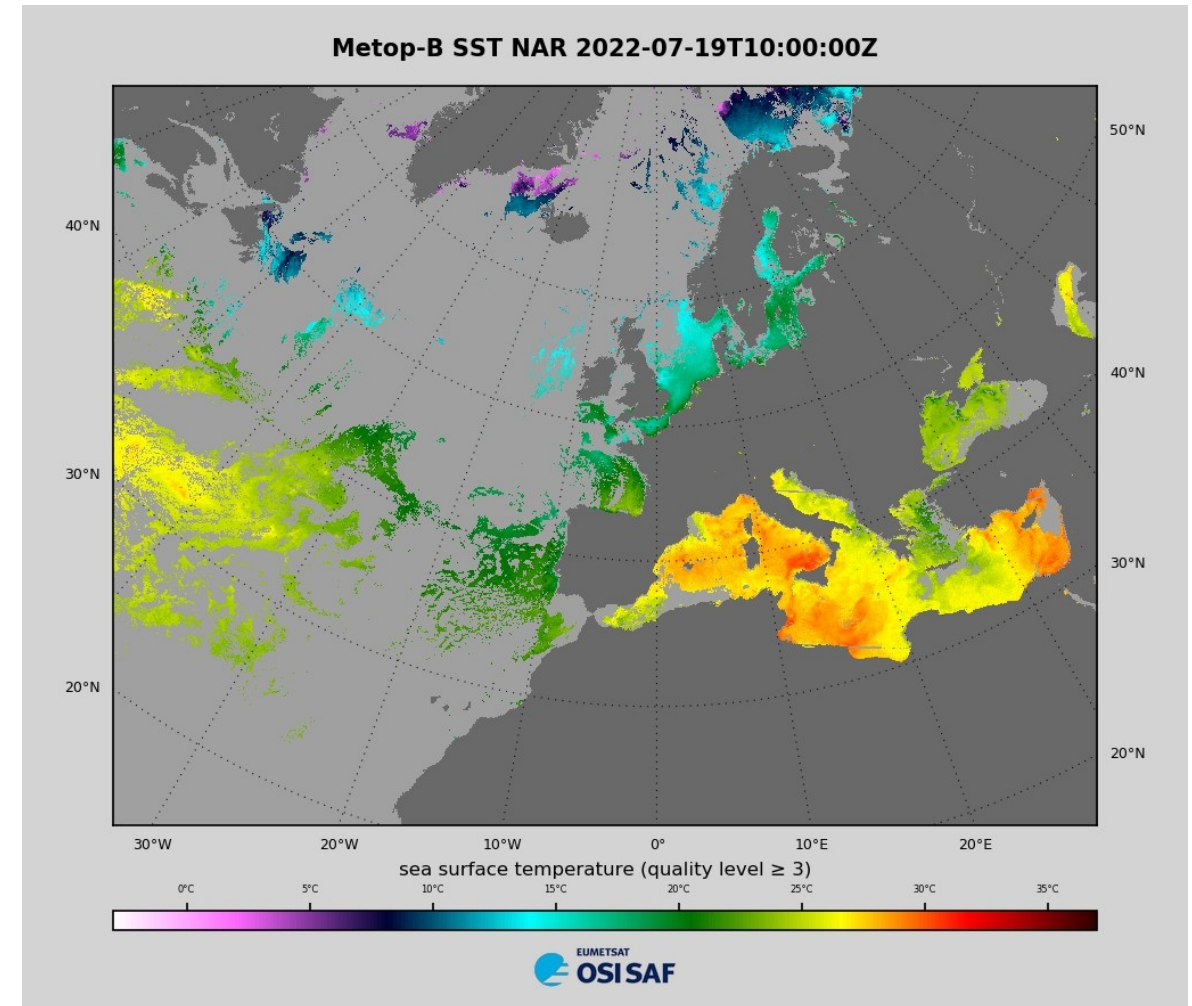 Metop-B SST NAR 2022-07-19T10:00:00Z
50°N
40°N
40°N
30°N
30°N
20°N
20°N
30°W 20°W 10°W 0° 10°E 20°E
sea surface temperature (quality level ≥ 3)
0°C 5°C 10°C 15°C 20°C 25°C 30°C 35°C
EUMETSAT
OSI SAF